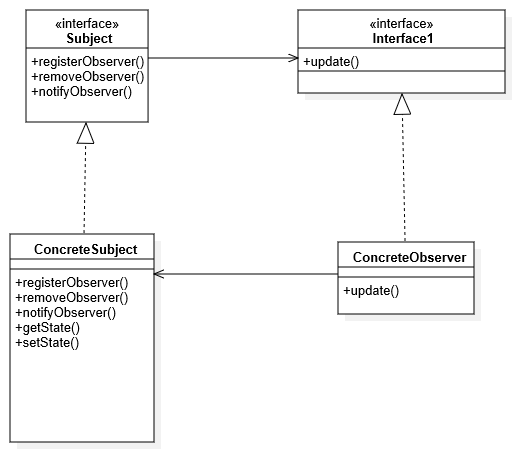 «interface»
Subject
+registerObserver()
+removeObserver()
+notifyObserver()
«interface»
Interface1
+update()
ConcreteSubject
+registerObserver()
+removeObserver()
+notifyObserver()
+getState()
+setState()
ConcreteObserver
+update()